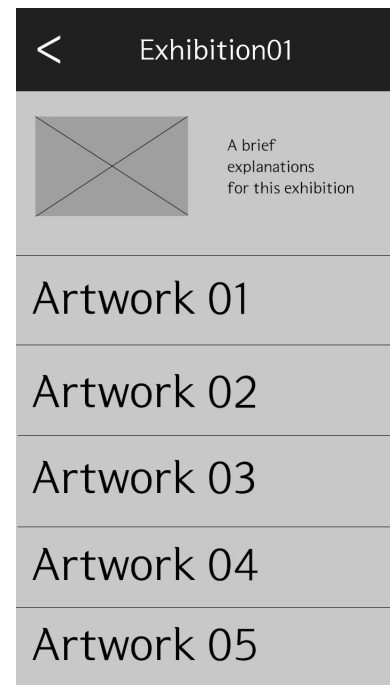 < Exhibition01
A brief
explanations
for this exhibition
Artwork 01
Artwork 02
Artwork 03
Artwork 04
Artwork 05